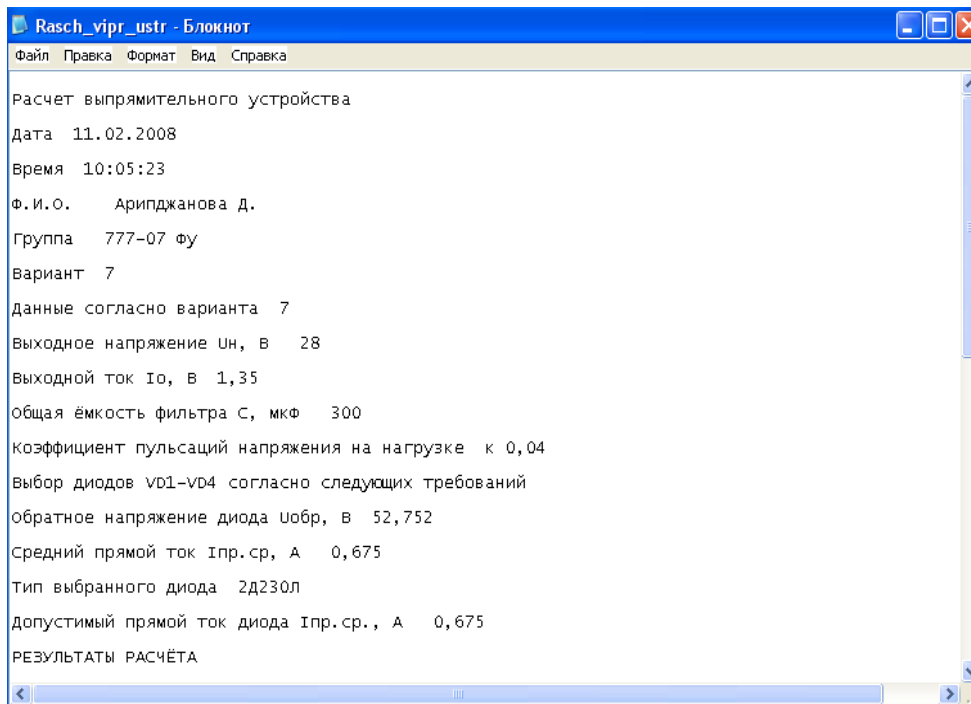 Rasch_vipr_ustr - Блокнот
Файл Правка Формат Вид Справка
Расчет выпрямительного устройства
Дата 11.02.2008
Время 10:05:23
Ф.И.О. Арипджанова Д.
Группа 777-07 Фу
Вариант 7
Данные согласно варианта 7
Выходное напряжение Uн, В 28
Выходной ток Iо, В 1,35
Общая ёмкость фильтра С, мкФ 300
Коэффициент пульсаций напряжения на нагрузке к 0,04
Выбор диодов VD1-VD4 согласно следующих требований
Обратное напряжение диода Uобр, В 52,752
Средний прямой ток Iпр.ср, А 0,675
Тип выбранного диода 2Д230Л
Допустимый прямой ток диода Iпр.ср., А 0,675
РЕЗУЛЬТАТЫ РАСЧЁТА